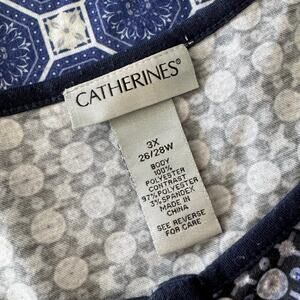 CATHERINES®
3X
26/28W
BODY
100%
POLYESTER
CONTRAST
97% POLYESTER
3% SPANDEX
MADE IN
CHINA
SEE REVERSE
FOR CARE